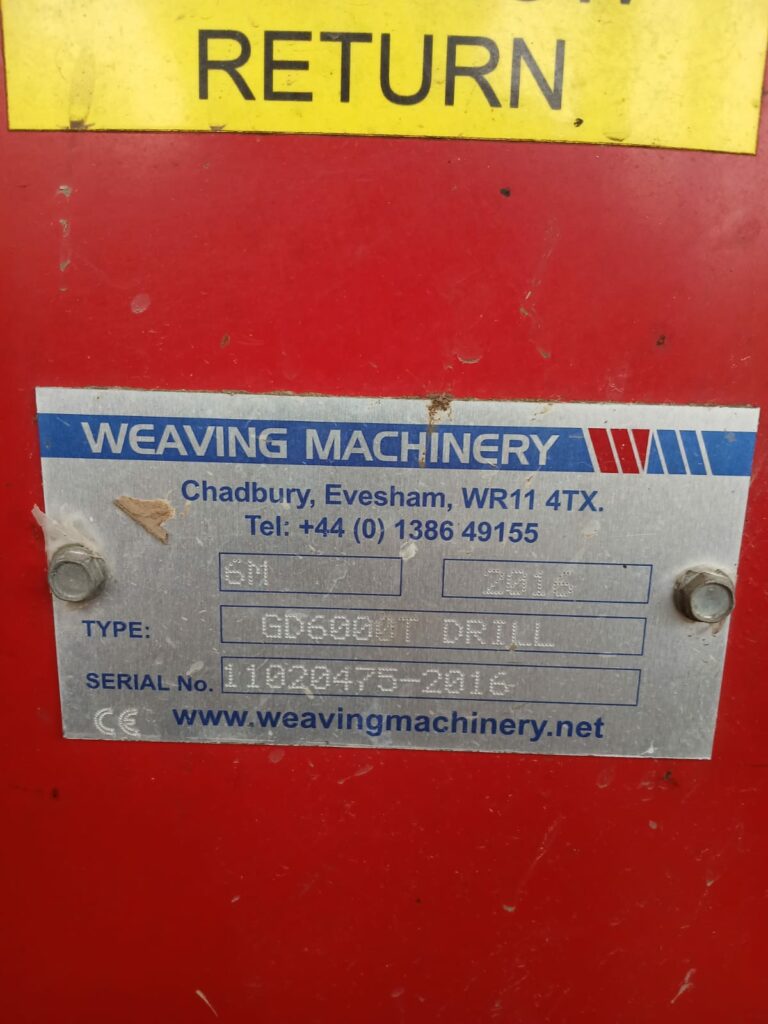 RETURN
WEAVING MACHINERY
Chadbury, Evesham, WR11 4TX.
Tel: +44 (0) 1386 49155
6M 2016
TYPE: GD6000T DRILL
SERIAL No. 11020475-2016
CE www.weavingmachinery.net